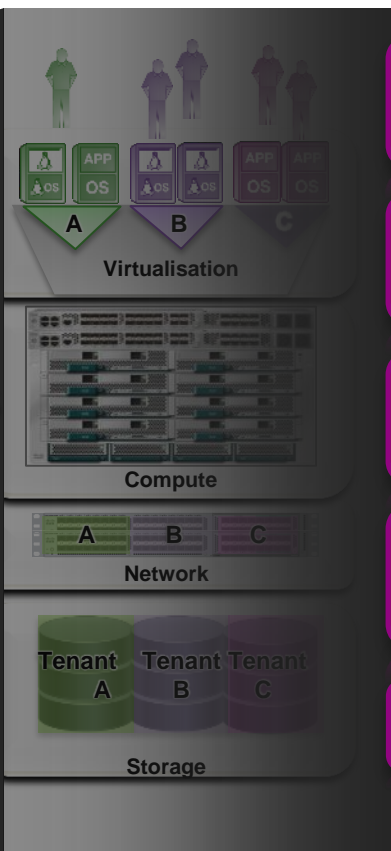 APP
APP
APP
OS
OS
OS
OS
OS
OS
A
B
C
Virtualisation
Compute
A
B
C
Network
Tenant A
Tenant B
Tenant C
Storage